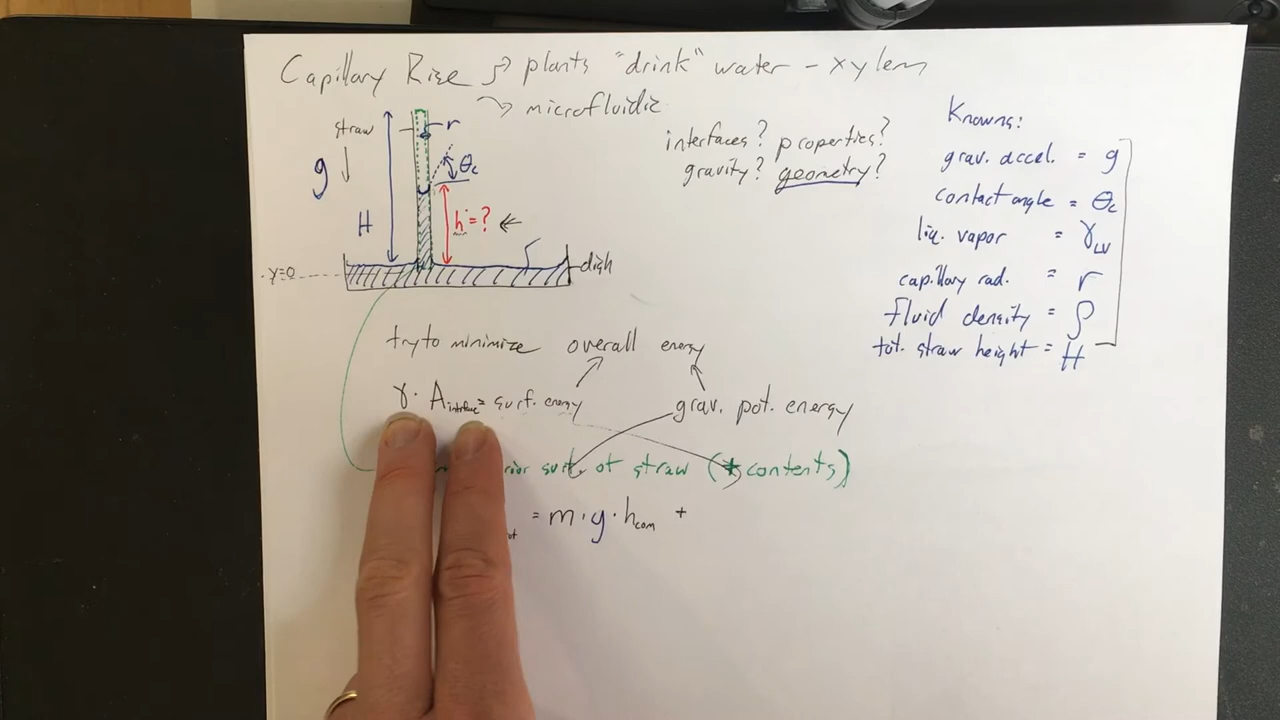 Capillary Rise → plants "drink" water - xylem
→ microfluidic
straw
r
θc
g
H
h = ?
y=0
dish
interfaces? properties?
gravity? geometry?
Knowns:
grav. accel. = g
contact angle = θc
liq. vapor = γLV
capillary rad. = r
fluid density = ρ
tot. straw height = H
try to minimize overall energy
γ · A interface = surf. energy
grav. pot. energy
surf. of straw (+ contents)
= m · g · hcom +